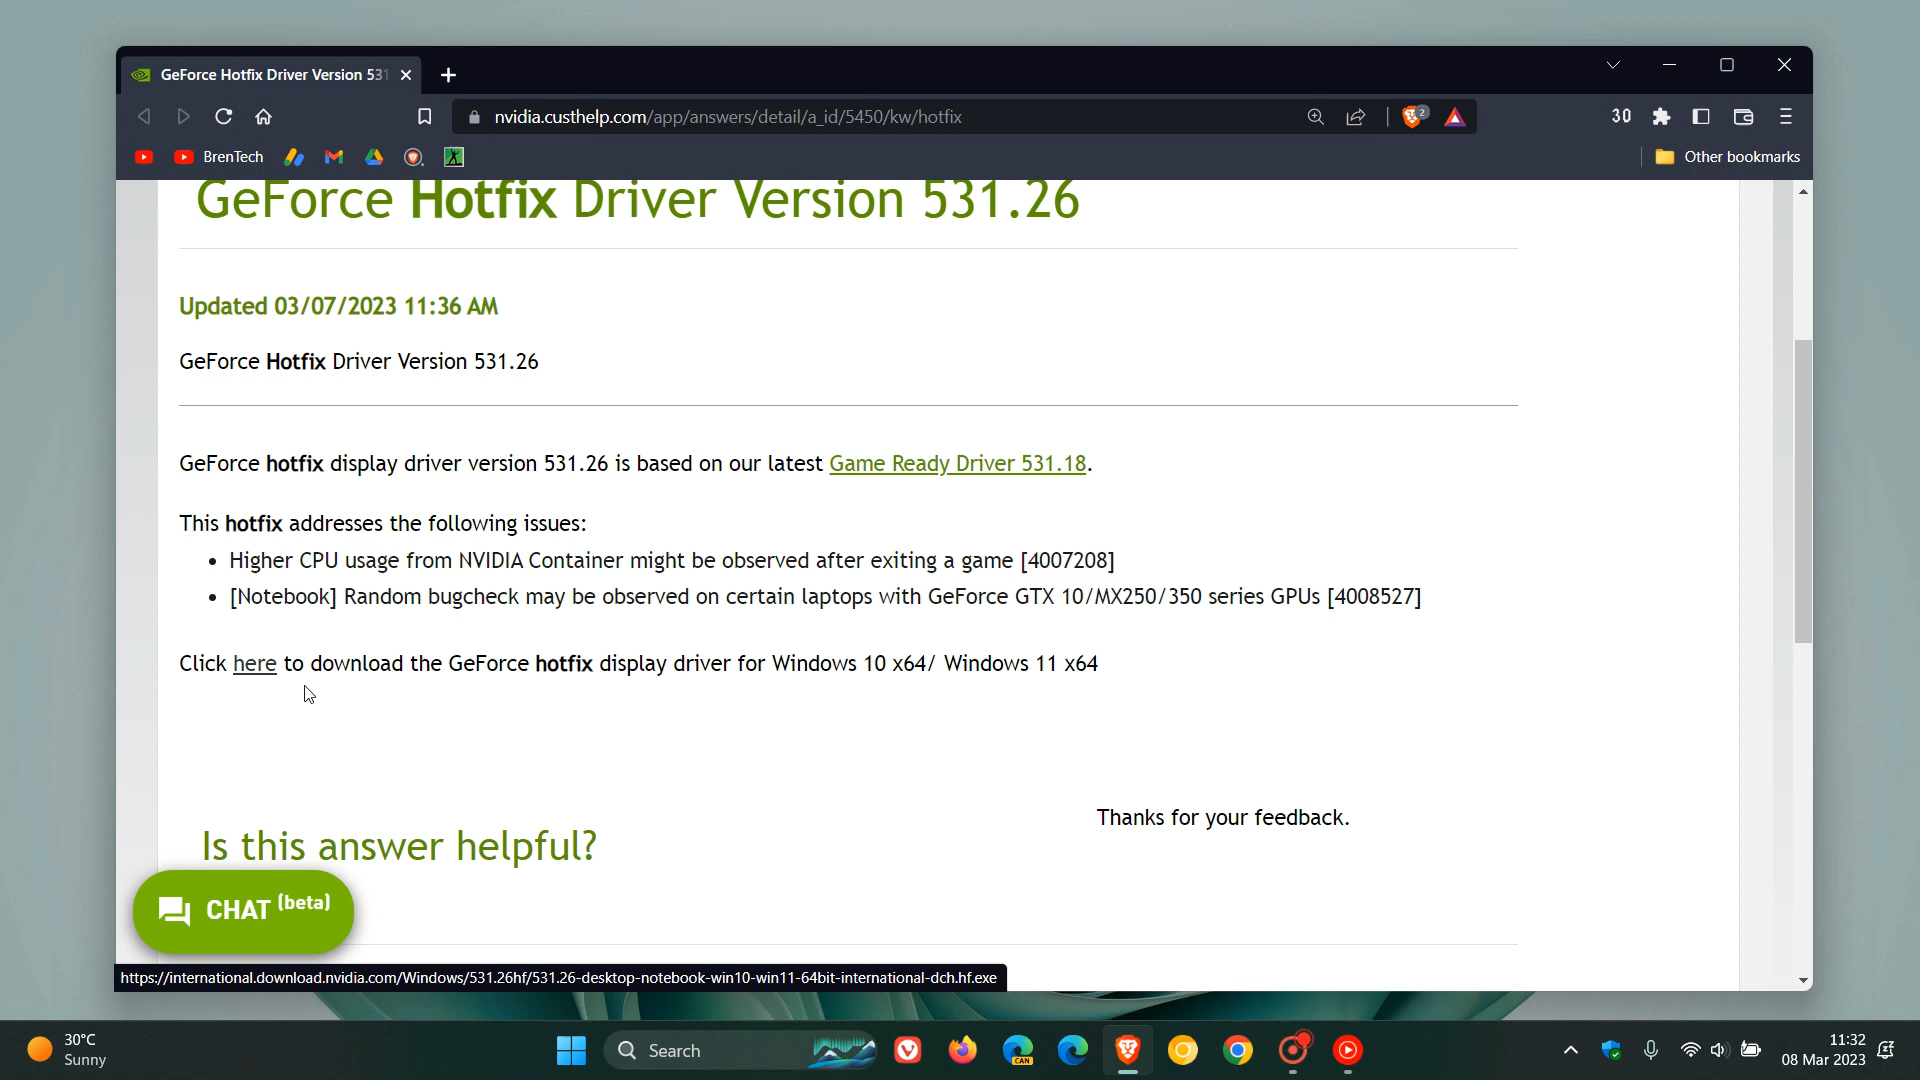 GeForce Hotfix Driver Version 531
nvidia.custhelp.com/app/answers/detail/a_id/5450/kw/hotfix
2
30
BrenTech
Other bookmarks
GeForce Hotfix Driver Version 531.26
Updated 03/07/2023 11:36 AM
GeForce Hotfix Driver Version 531.26
GeForce hotfix display driver version 531.26 is based on our latest Game Ready Driver 531.18.
This hotfix addresses the following issues:
• Higher CPU usage from NVIDIA Container might be observed after exiting a game [4007208]
• [Notebook] Random bugcheck may be observed on certain laptops with GeForce GTX 10/MX250/350 series GPUs [4008527]
Click here to download the GeForce hotfix display driver for Windows 10 x64/ Windows 11 x64
Thanks for your feedback.
Is this answer helpful?
CHAT (beta)
https://international.download.nvidia.com/Windows/531.26hf/531.26-desktop-notebook-win10-win11-64bit-international-dch.hf.exe
30°C
Sunny
Search
CAN
11:32
08 Mar 2023